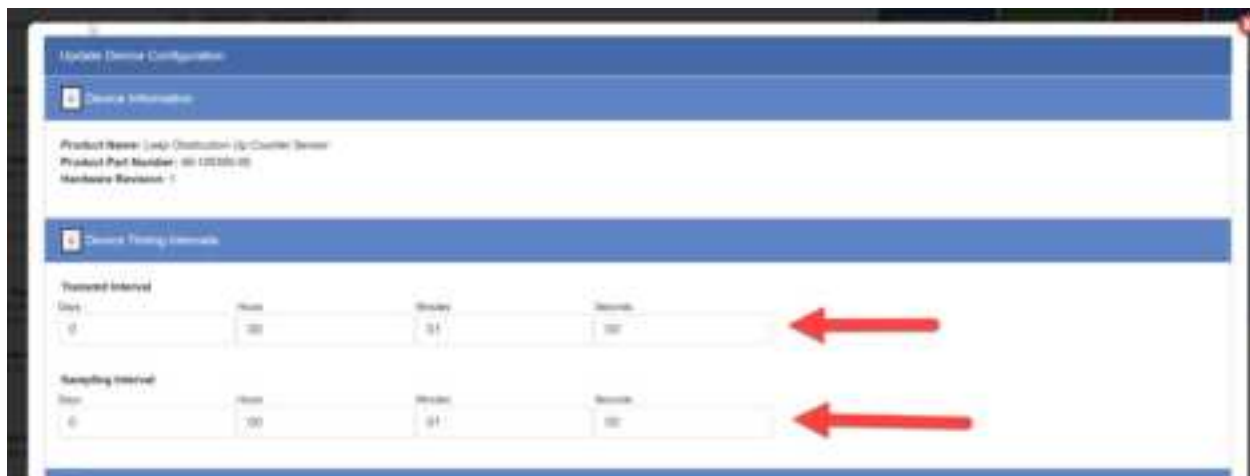 Update Device Configuration
Device Information
Product Name: Leap Obstruction Up Counter Sensor
Product Part Number:
Hardware Revision: 1
Device Timing Intervals
Transmit Interval
Days Hours Minutes Seconds
0 00 01 00
Sampling Interval
Days Hours Minutes Seconds
0 00 01 00